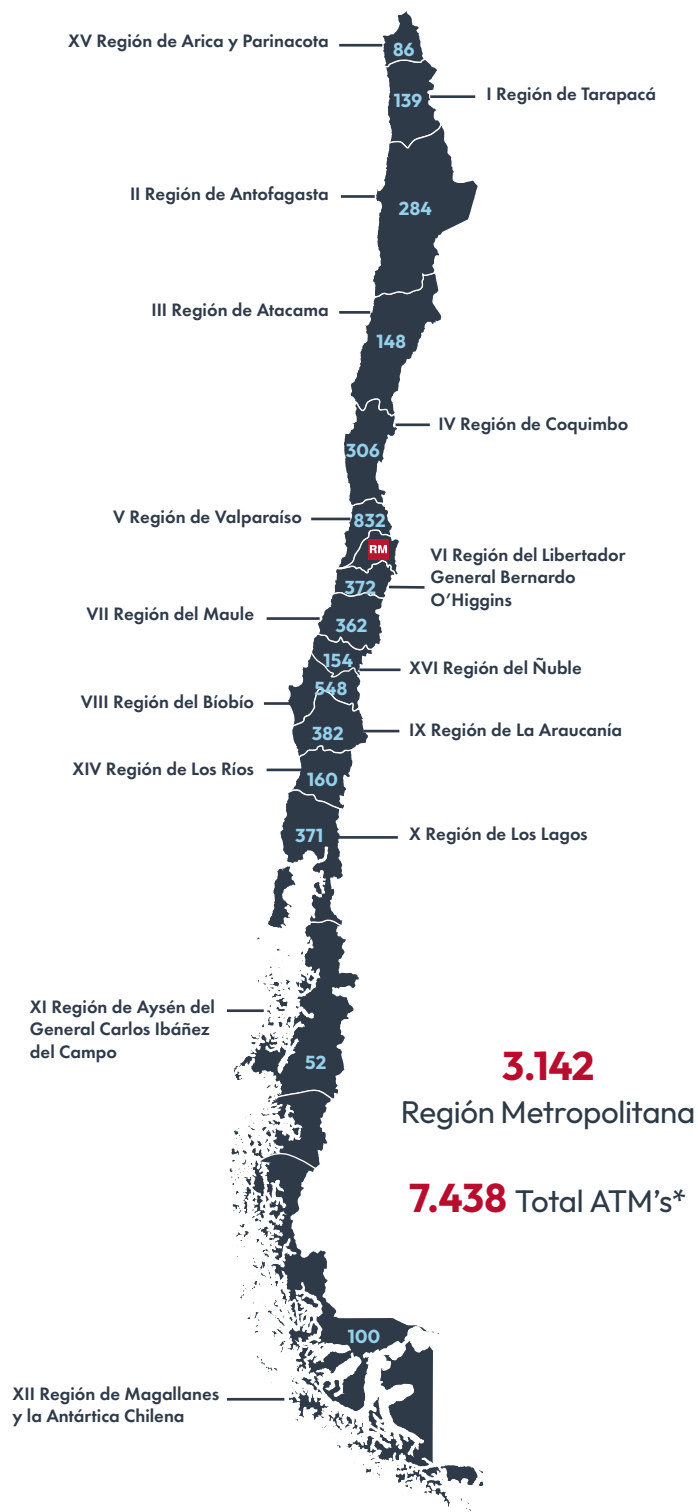 XV Región de Arica y Parinacota
86
139
I Región de Tarapacá
II Región de Antofagasta
284
III Región de Atacama
148
IV Región de Coquimbo
306
V Región de Valparaíso
832
RM
VI Región del Libertador
General Bernardo
O’Higgins
372
VII Región del Maule
362
154
XVI Región del Ñuble
548
VIII Región del Bíobío
382
IX Región de La Araucanía
XIV Región de Los Ríos
160
371
X Región de Los Lagos
XI Región de Aysén del
General Carlos Ibáñez
del Campo
52
3.142
Región Metropolitana
7.438 Total ATM’s*
100
XII Región de Magallanes
y la Antártica Chilena